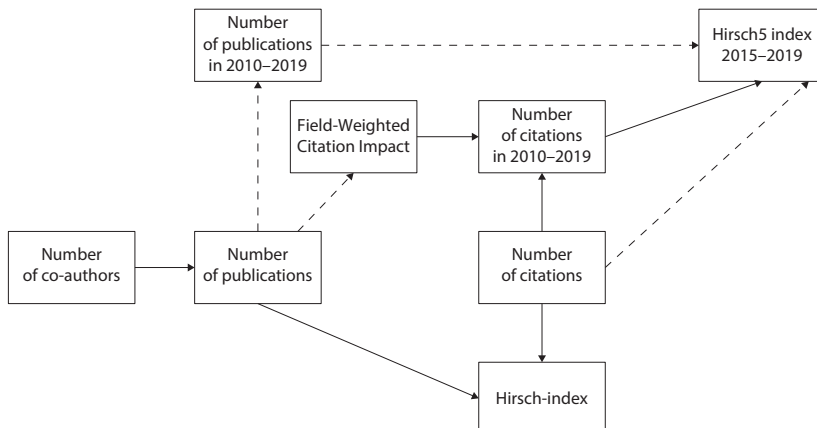 Number
of publications
in 2010–2019
Hirsch5 index
2015–2019
Field-Weighted
Citation Impact
Number
of citations
in 2010–2019
Number
of co-authors
Number
of publications
Number
of citations
Hirsch-index